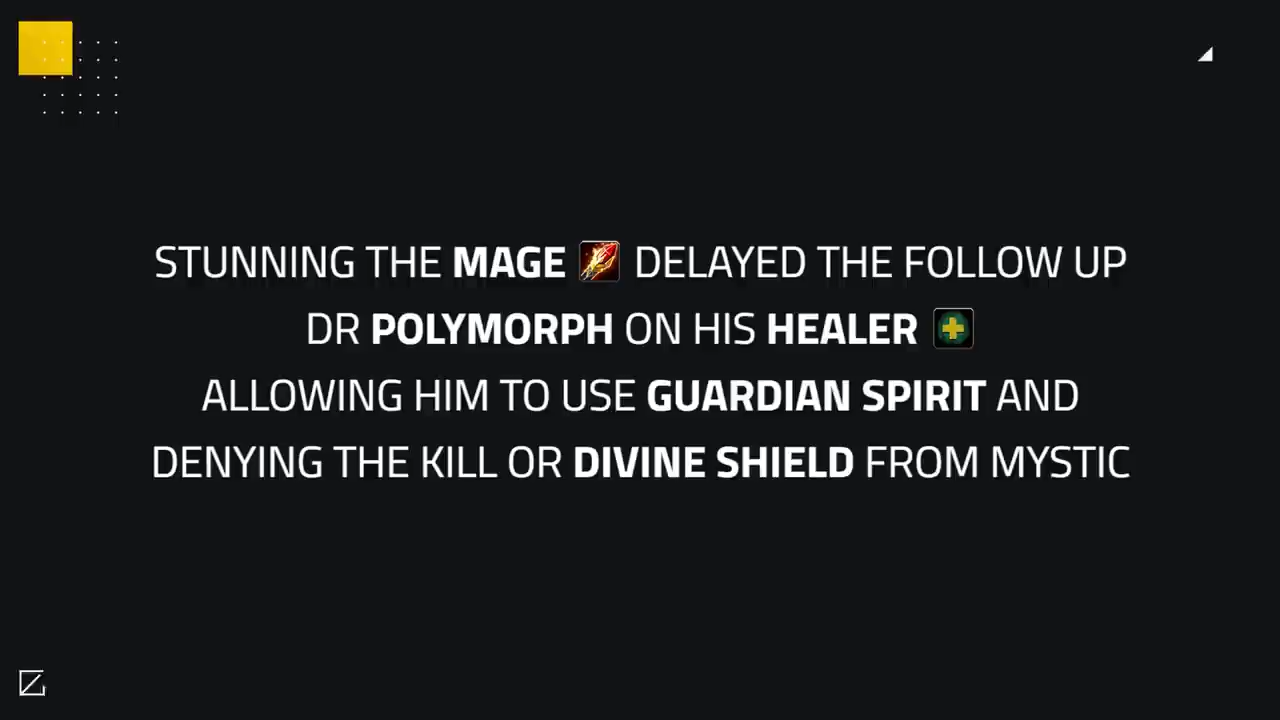 STUNNING THE MAGE DELAYED THE FOLLOW UP
DR POLYMORPH ON HIS HEALER
ALLOWING HIM TO USE GUARDIAN SPIRIT AND
DENYING THE KILL OR DIVINE SHIELD FROM MYSTIC